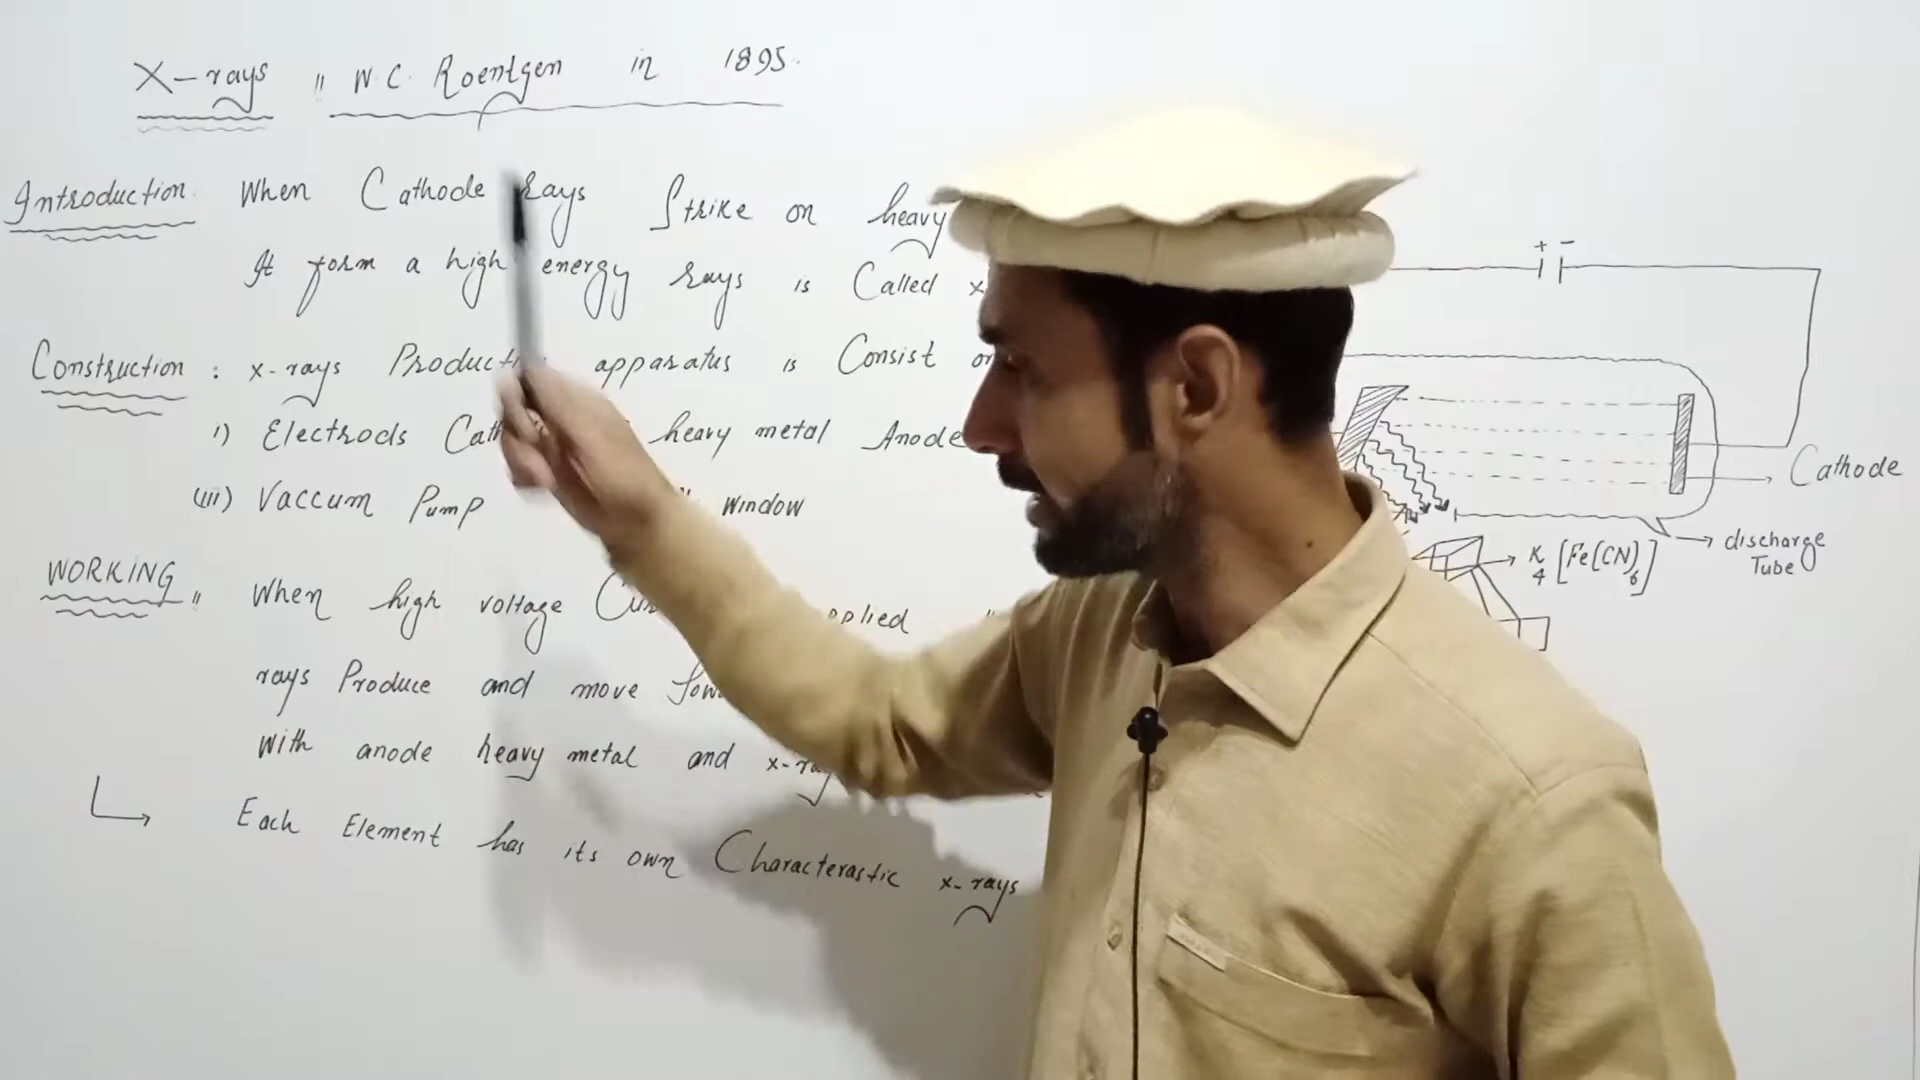 X-rays " W.C. Roentgen in 1895.
Introduction. When Cathode rays Strike on heavy
It form a high energy rays is Called x
Construction : x-rays Production apparatus is Consist on
i) Electrods heavy metal Anode
(iii) Vaccum Pump window
WORKING " When high voltage
rays Produce and move
With anode heavy metal and x-ray
Each Element has its own Characterastic x-rays
+ -
Cathode
discharge
Tube
K4[Fe(CN)6]